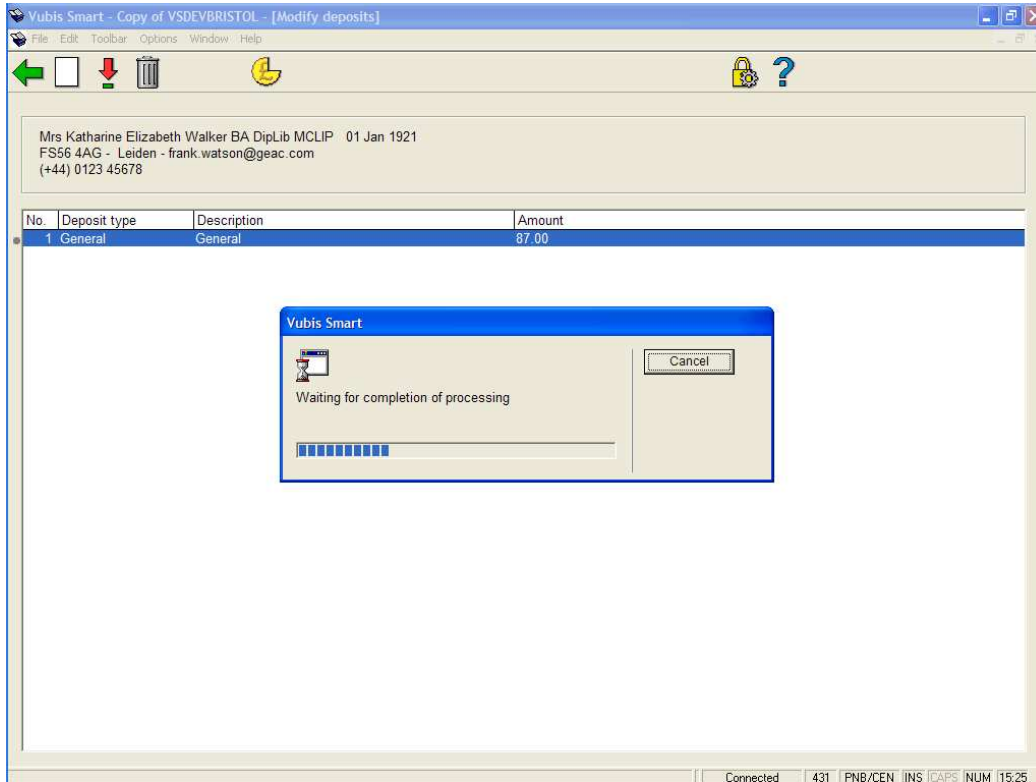 Vubis Smart - Copy of VSDEVBRISTOL - [Modify deposits]
File Edit Toolbar Options Window Help
Mrs Katharine Elizabeth Walker BA DipLib MCLIP 01 Jan 1921
FS56 4AG - Leiden - frank.watson@geac.com
(+44) 0123 45678
No. Deposit type Description Amount
1 General General 87.00
Vubis Smart
Cancel
Waiting for completion of processing
Connected 431 PNB/CEN INS CAPS NUM 15:25